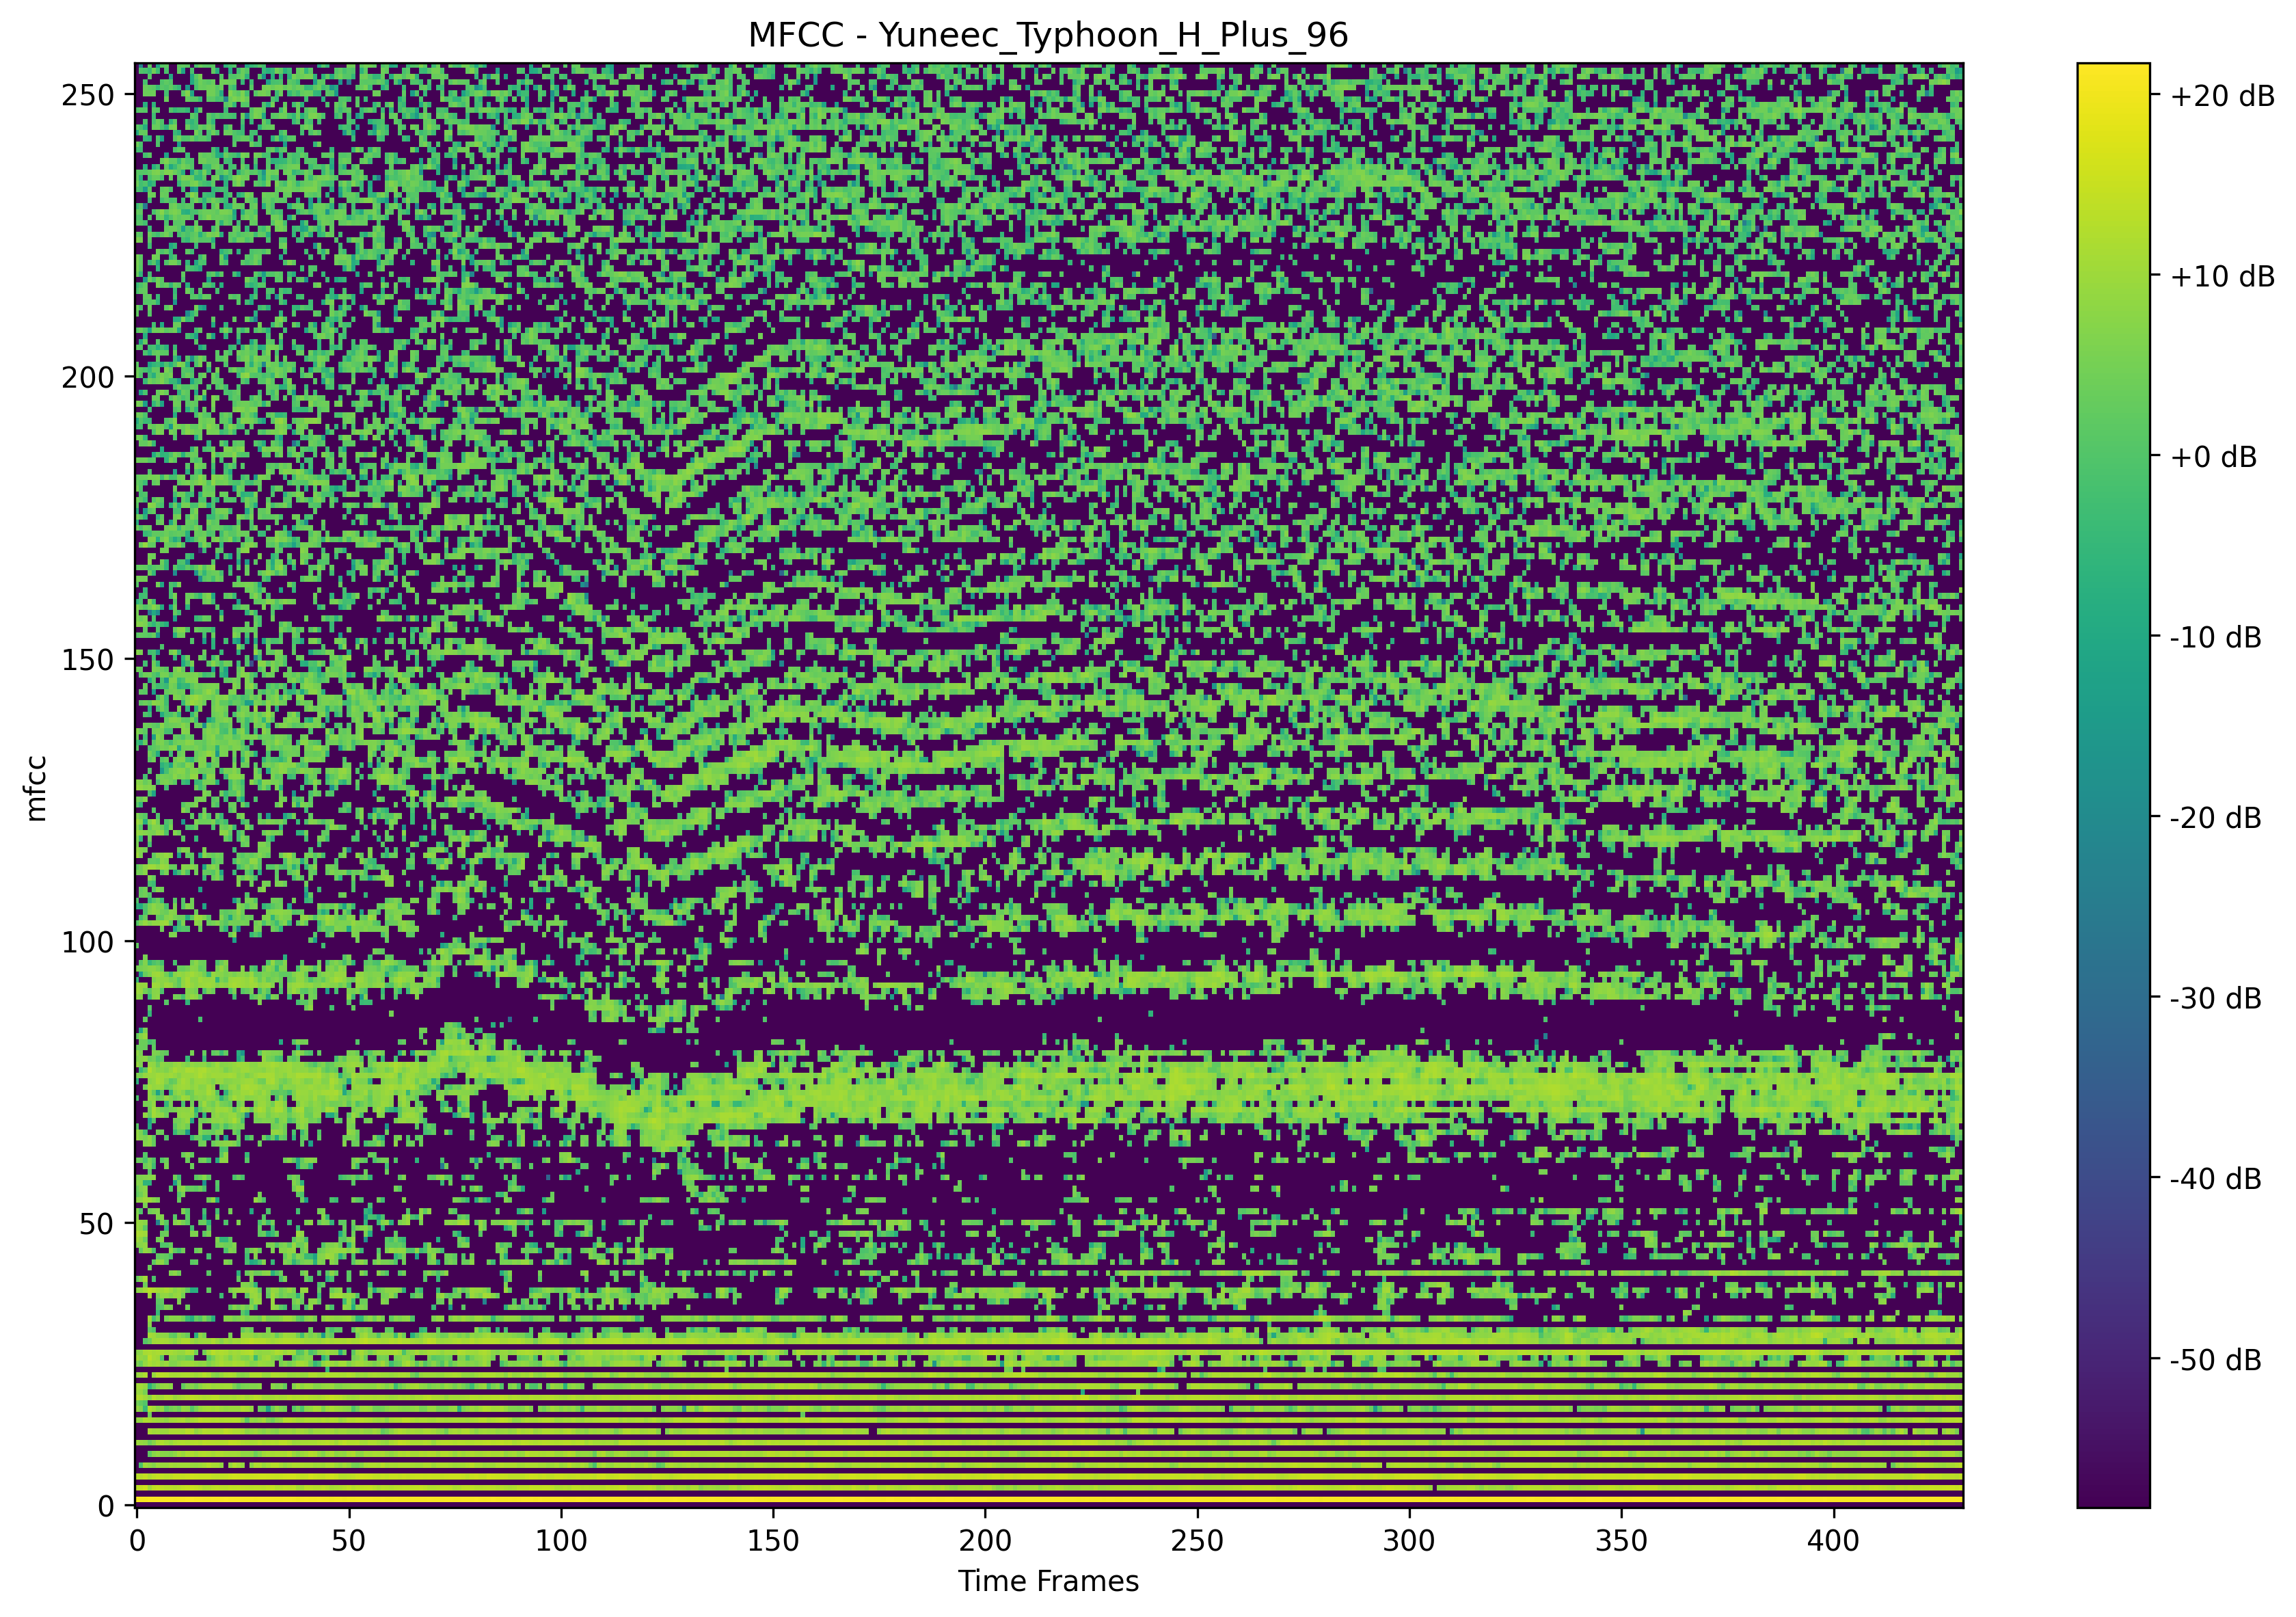 MFCC - Yuneec_Typhoon_H_Plus_96
250
200
150
100
50
0
mfcc
0 50 100 150 200 250 300 350 400
Time Frames
+20 dB
+10 dB
+0 dB
-10 dB
-20 dB
-30 dB
-40 dB
-50 dB